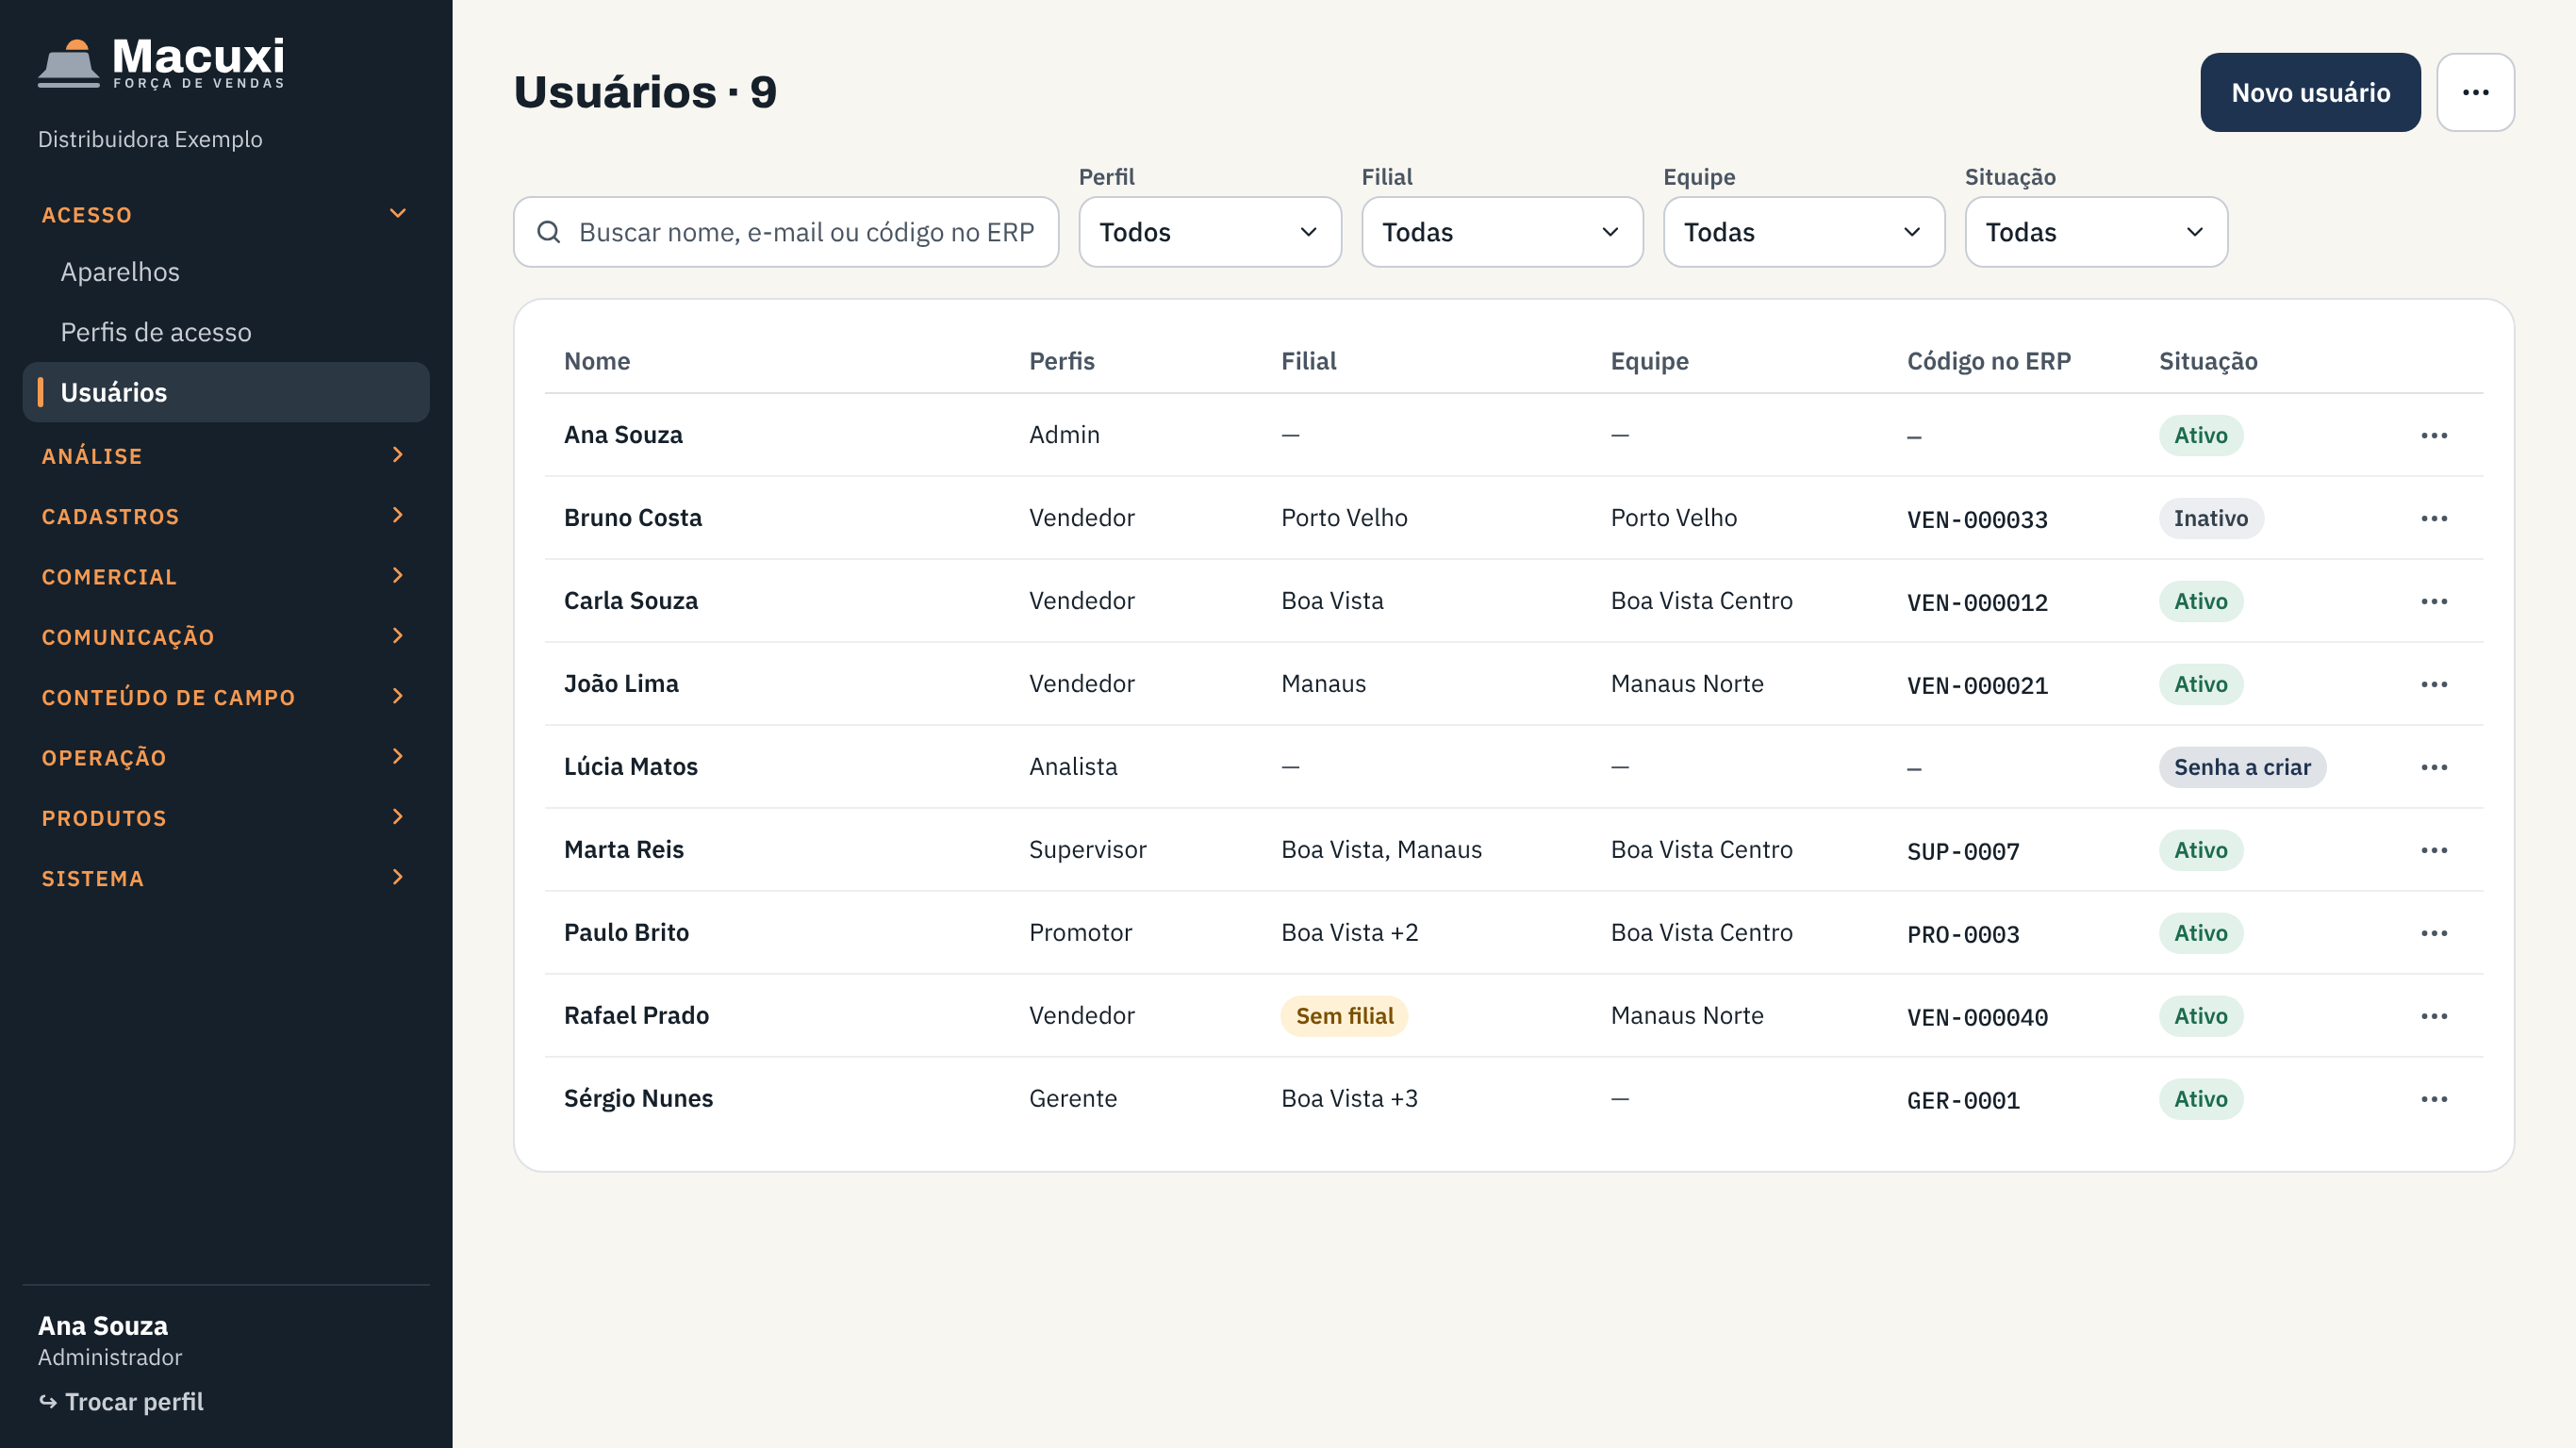 Macuxi
FORÇA DE VENDAS
Distribuidora Exemplo
ACESSO
Aparelhos
Perfis de acesso
Usuários
ANÁLISE
CADASTROS
COMERCIAL
COMUNICAÇÃO
CONTEÚDO DE CAMPO
OPERAÇÃO
PRODUTOS
SISTEMA
Ana Souza
Administrador
↪ Trocar perfil
Usuários · 9
Novo usuário
Perfil Filial Equipe Situação
Buscar nome, e-mail ou código no ERP Todos Todas Todas Todas
Nome Perfis Filial Equipe Código no ERP Situação
Ana Souza Admin — — — Ativo
Bruno Costa Vendedor Porto Velho Porto Velho VEN-000033 Inativo
Carla Souza Vendedor Boa Vista Boa Vista Centro VEN-000012 Ativo
João Lima Vendedor Manaus Manaus Norte VEN-000021 Ativo
Lúcia Matos Analista — — — Senha a criar
Marta Reis Supervisor Boa Vista, Manaus Boa Vista Centro SUP-0007 Ativo
Paulo Brito Promotor Boa Vista +2 Boa Vista Centro PRO-0003 Ativo
Rafael Prado Vendedor Sem filial Manaus Norte VEN-000040 Ativo
Sérgio Nunes Gerente Boa Vista +3 — GER-0001 Ativo